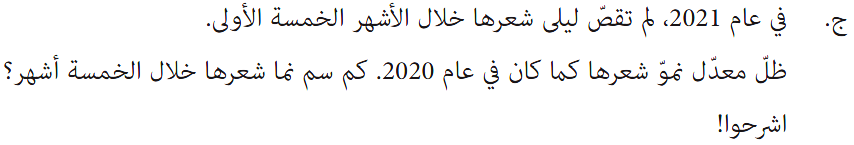 ج. في عام 2021، لم تقصّ ليلى شعرها خلال الأشهر الخمسة الأولى.
ظلّ معدّل نموّ شعرها كما كان في عام 2020. كم سم نما شعرها خلال الخمسة أشهر؟
اشرحوا!